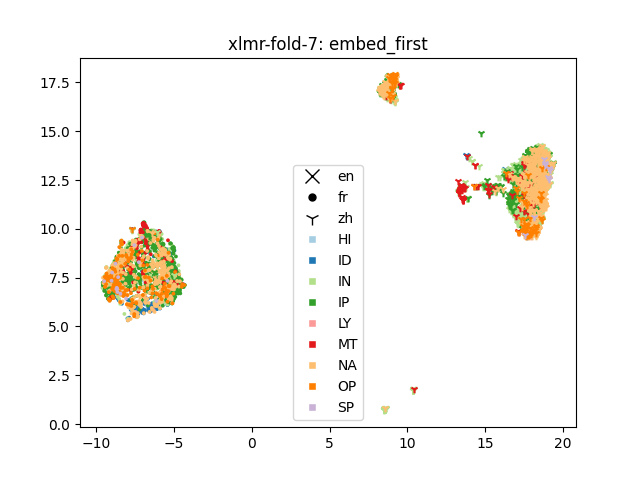 xlmr-fold-7: embed_first
17.5
15.0
12.5
10.0
7.5
5.0
2.5
0.0
en
fr
zh
HI
ID
IN
IP
LY
MT
NA
OP
SP
−10 −5 0 5 10 15 20